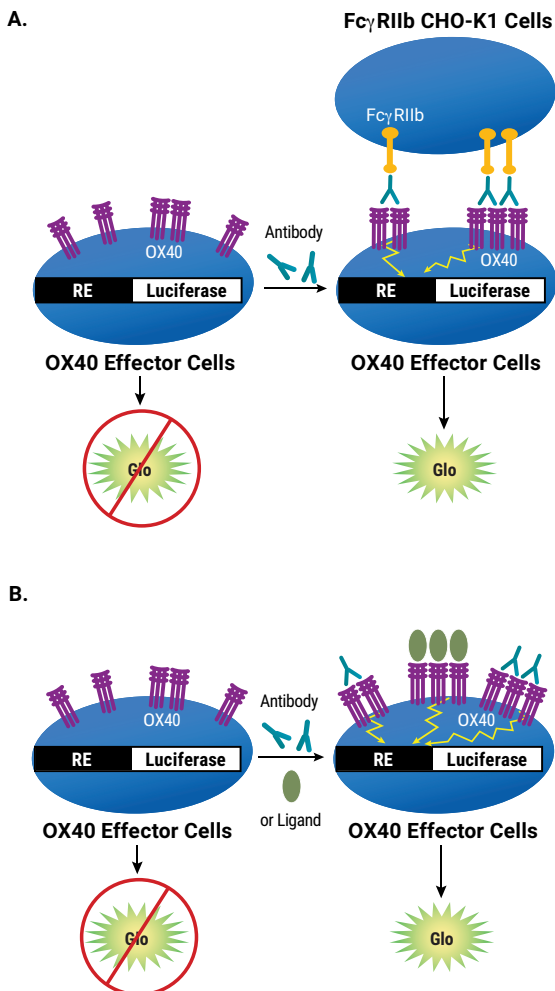 A.
FcγRIIb CHO-K1 Cells
FcγRIIb
OX40
Antibody
OX40
RE
Luciferase
RE
Luciferase
OX40 Effector Cells
OX40 Effector Cells
Glo
Glo
B.
OX40
Antibody
OX40
RE
Luciferase
RE
Luciferase
or Ligand
OX40 Effector Cells
OX40 Effector Cells
Glo
Glo